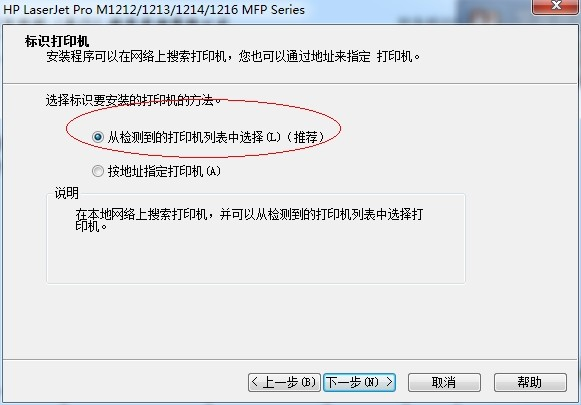 HP LaserJet Pro M1212/1213/1214/1216 MFP Series
标识打印机
安装程序可以在网络上搜索打印机，您也可以通过地址来指定 打印机。
选择标识要安装的打印机的方法。
从检测到的打印机列表中选择(L)（推荐）
按地址指定打印机(A)
说明
在本地网络上搜索打印机，并可以从检测到的打印机列表中选择打
印机。
< 上一步(B) 下一步(N) > 取消 帮助